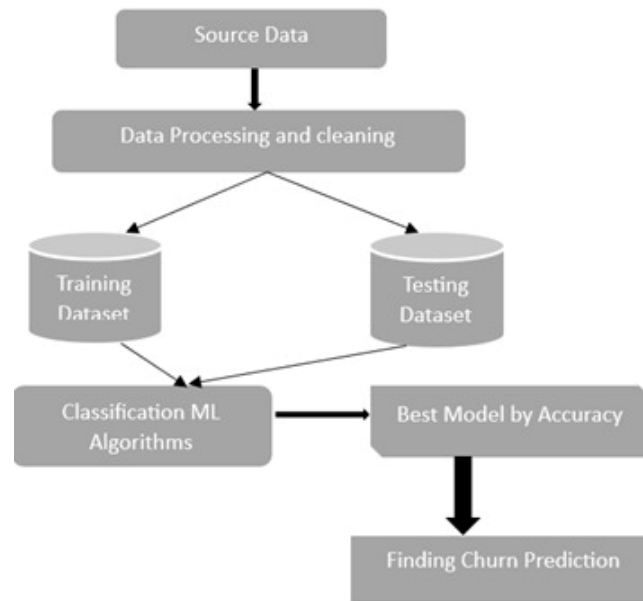 Source Data
Data Processing and cleaning
Training
Dataset
Testing
Dataset
Classification ML
Algorithms
Best Model by Accuracy
Finding Churn Prediction